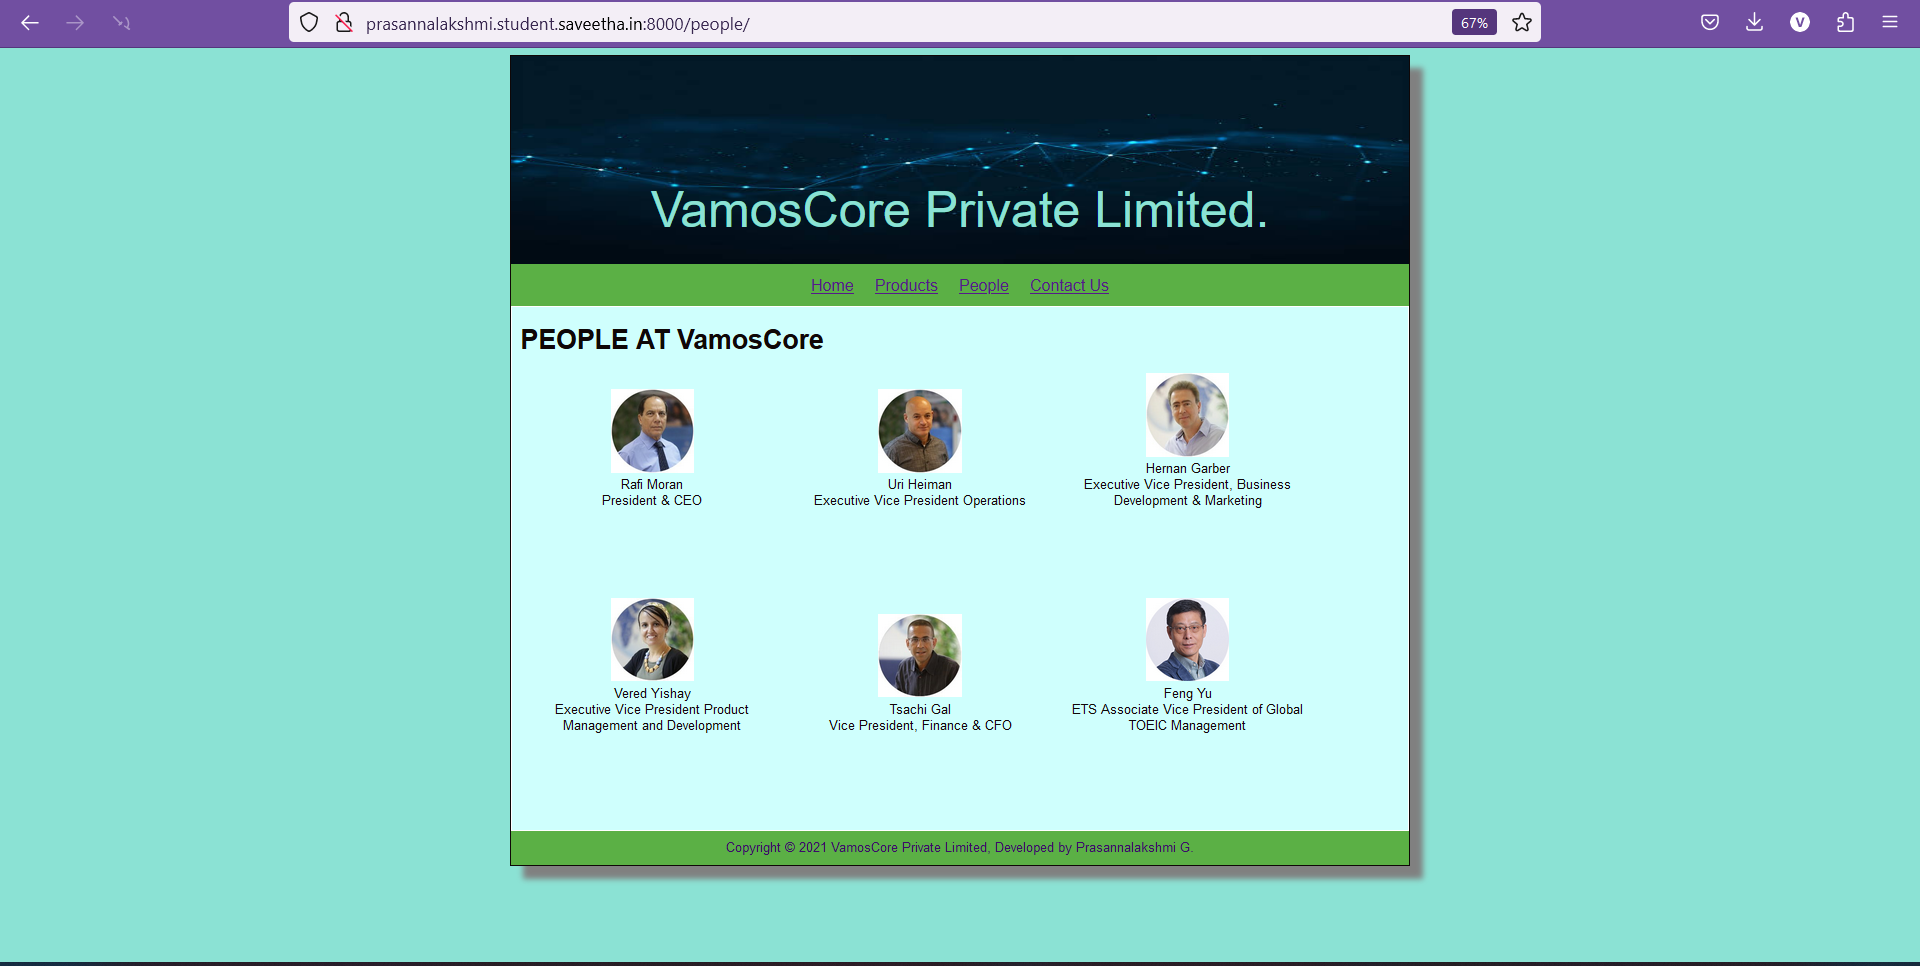 prasannalakshmi.student.saveetha.in:8000/people/
67%
V
VamosCore Private Limited.
Home Products People Contact Us
PEOPLE AT VamosCore
Rafi Moran
President & CEO
Uri Heiman
Executive Vice President Operations
Hernan Garber
Executive Vice President, Business
Development & Marketing
Vered Yishay
Executive Vice President Product
Management and Development
Tsachi Gal
Vice President, Finance & CFO
Feng Yu
ETS Associate Vice President of Global
TOEIC Management
Copyright © 2021 VamosCore Private Limited, Developed by Prasannalakshmi G.